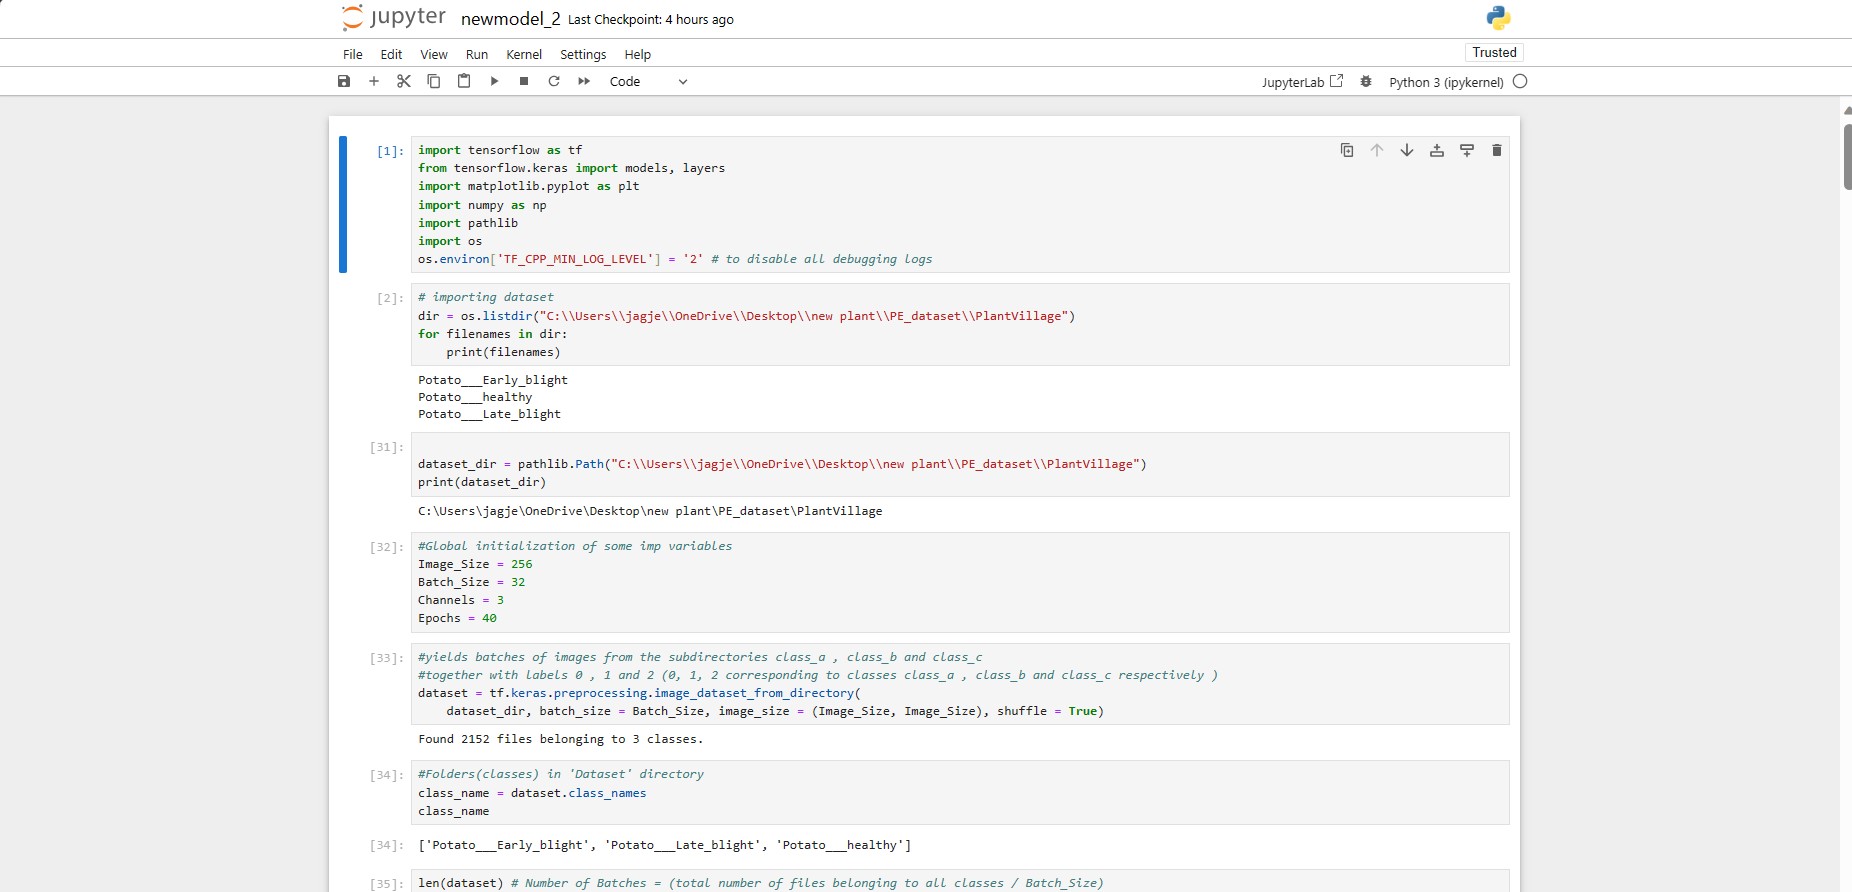 jupyter newmodel_2 Last Checkpoint: 4 hours ago
File Edit View Run Kernel Settings Help
Trusted
Code
JupyterLab Python 3 (ipykernel)
[1]: import tensorflow as tf
from tensorflow.keras import models, layers
import matplotlib.pyplot as plt
import numpy as np
import pathlib
import os
os.environ['TF_CPP_MIN_LOG_LEVEL'] = '2' # to disable all debugging logs
[2]: # importing dataset
dir = os.listdir("C:\\Users\\jagje\\OneDrive\\Desktop\\new plant\\PE_dataset\\PlantVillage")
for filenames in dir:
    print(filenames)
Potato___Early_blight
Potato___healthy
Potato___Late_blight
[31]:
dataset_dir = pathlib.Path("C:\\Users\\jagje\\OneDrive\\Desktop\\new plant\\PE_dataset\\PlantVillage")
print(dataset_dir)
C:\Users\jagje\OneDrive\Desktop\new plant\PE_dataset\PlantVillage
[32]: #Global initialization of some imp variables
Image_Size = 256
Batch_Size = 32
Channels = 3
Epochs = 40
[33]: #yields batches of images from the subdirectories class_a , class_b and class_c
#together with labels 0 , 1 and 2 (0, 1, 2 corresponding to classes class_a , class_b and class_c respectively )
dataset = tf.keras.preprocessing.image_dataset_from_directory(
    dataset_dir, batch_size = Batch_Size, image_size = (Image_Size, Image_Size), shuffle = True)
Found 2152 files belonging to 3 classes.
[34]: #Folders(classes) in 'Dataset' directory
class_name = dataset.class_names
class_name
[34]: ['Potato___Early_blight', 'Potato___Late_blight', 'Potato___healthy']
[35]: len(dataset) # Number of Batches = (total number of files belonging to all classes / Batch_Size)